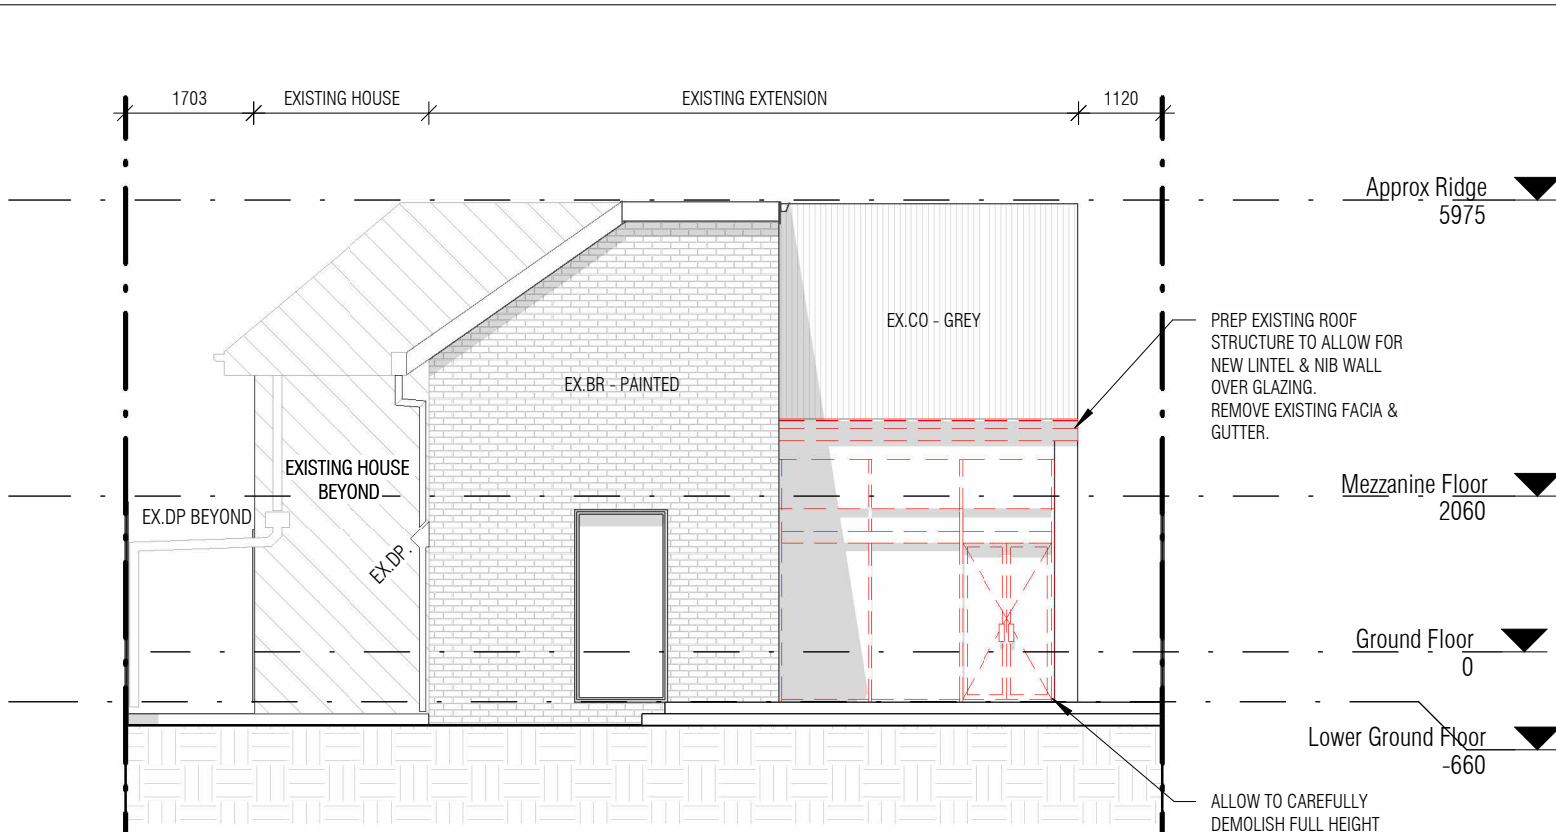 1703
EXISTING HOUSE
EXISTING EXTENSION
1120
Approx Ridge
5975
EX.CO - GREY
PREP EXISTING ROOF
STRUCTURE TO ALLOW FOR
NEW LINTEL & NIB WALL
OVER GLAZING.
REMOVE EXISTING FACIA &
GUTTER.
EX.BR - PAINTED
EXISTING HOUSE
BEYOND
Mezzanine Floor
2060
EX.DP BEYOND
EX.DP.
Ground Floor
0
Lower Ground Floor
-660
ALLOW TO CAREFULLY
DEMOLISH FULL HEIGHT